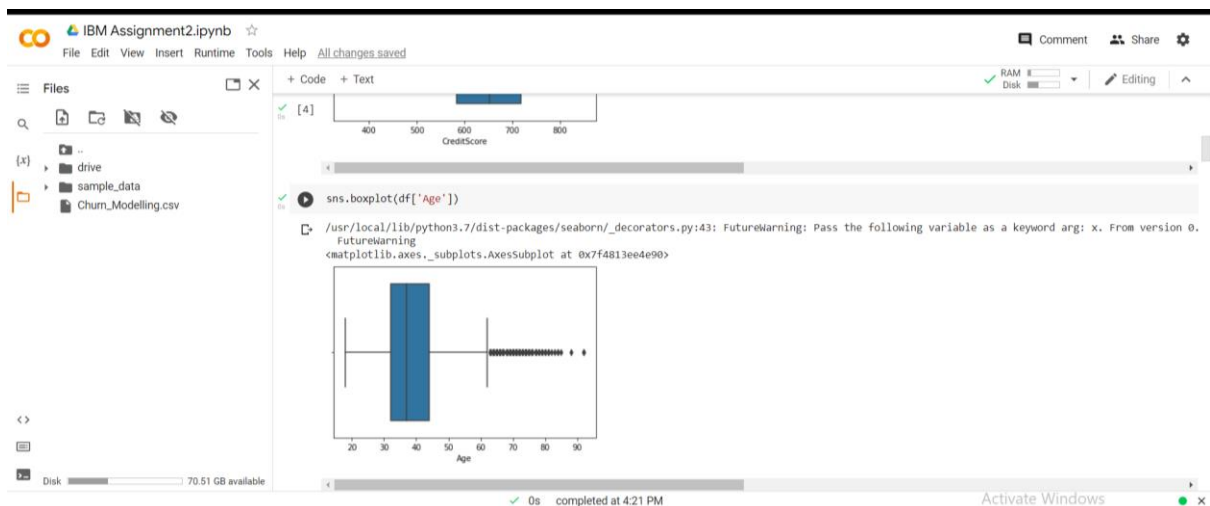 IBM Assignment2.ipynb
Comment
Share
File Edit View Insert Runtime Tools Help All changes saved
Files
+ Code + Text
RAM
Disk
Editing
[4]
0s
400 500 600 700 800
CreditScore
{x}
..
drive
sample_data
Churn_Modelling.csv
0s
sns.boxplot(df['Age'])
/usr/local/lib/python3.7/dist-packages/seaborn/_decorators.py:43: FutureWarning: Pass the following variable as a keyword arg: x. From version 0.
FutureWarning
<matplotlib.axes._subplots.AxesSubplot at 0x7f4813ee4e90>
20 30 40 50 60 70 80 90
Age
<>
Disk
70.51 GB available
0s completed at 4:21 PM
Activate Windows